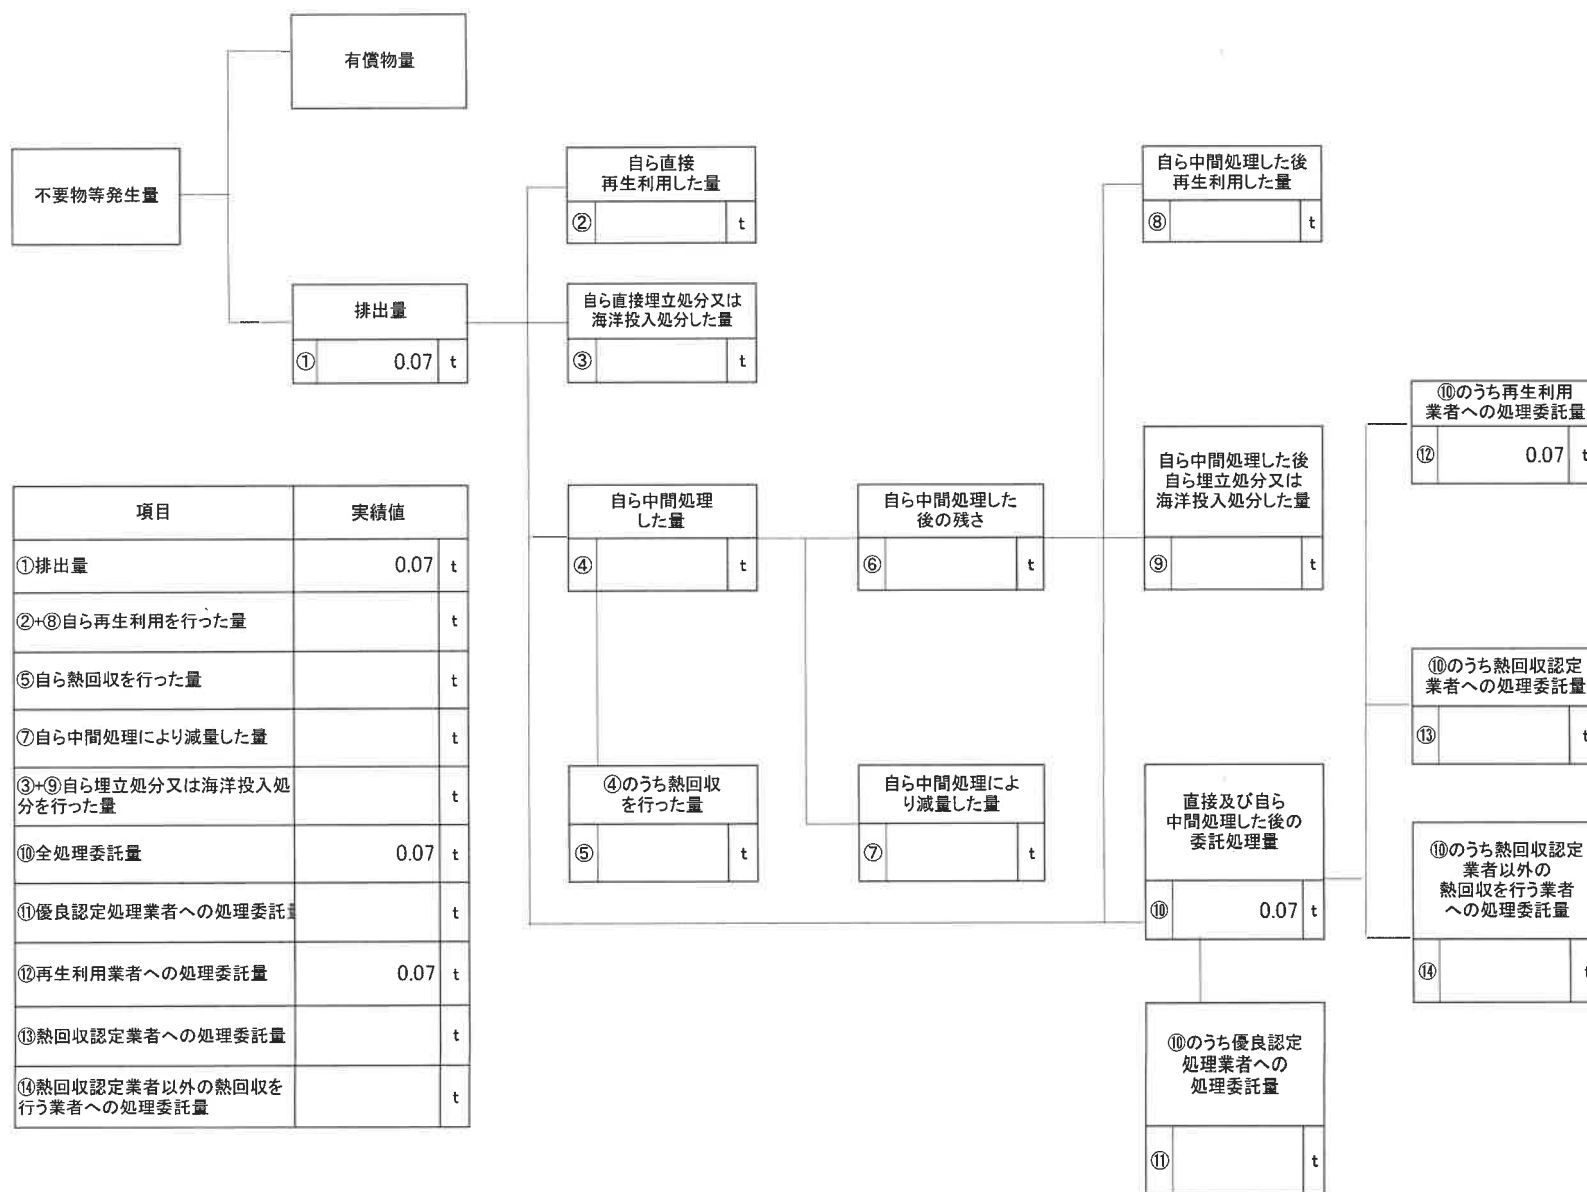 有償物量
不要物等発生量
排出量
① 0.07 t
自ら直接
再生利用した量
② t
自ら直接埋立処分又は
海洋投入処分した量
③ t
自ら中間処理
した量
④ t
④のうち熱回収
を行った量
⑤ t
自ら中間処理した
後の残さ
⑥ t
自ら中間処理によ
り減量した量
⑦ t
自ら中間処理した後
再生利用した量
⑧ t
自ら中間処理した後
自ら埋立処分又は
海洋投入処分した量
⑨ t
直接及び自ら
中間処理した後の
委託処理量
⑩ 0.07 t
⑩のうち優良認定
処理業者への
処理委託量
⑪ t
⑩のうち再生利用
業者への処理委託量
⑫ 0.07 t
⑩のうち熱回収認定
業者への処理委託量
⑬ t
⑩のうち熱回収認定
業者以外の
熱回収を行う業者
への処理委託量
⑭ t
項目 実績値
①排出量 0.07 t
②+⑧自ら再生利用を行った量 t
⑤自ら熱回収を行った量 t
⑦自ら中間処理により減量した量 t
③+⑨自ら埋立処分又は海洋投入処
分を行った量 t
⑩全処理委託量 0.07 t
⑪優良認定処理業者への処理委託量 t
⑫再生利用業者への処理委託量 0.07 t
⑬熱回収認定業者への処理委託量 t
⑭熱回収認定業者以外の熱回収を
行う業者への処理委託量 t